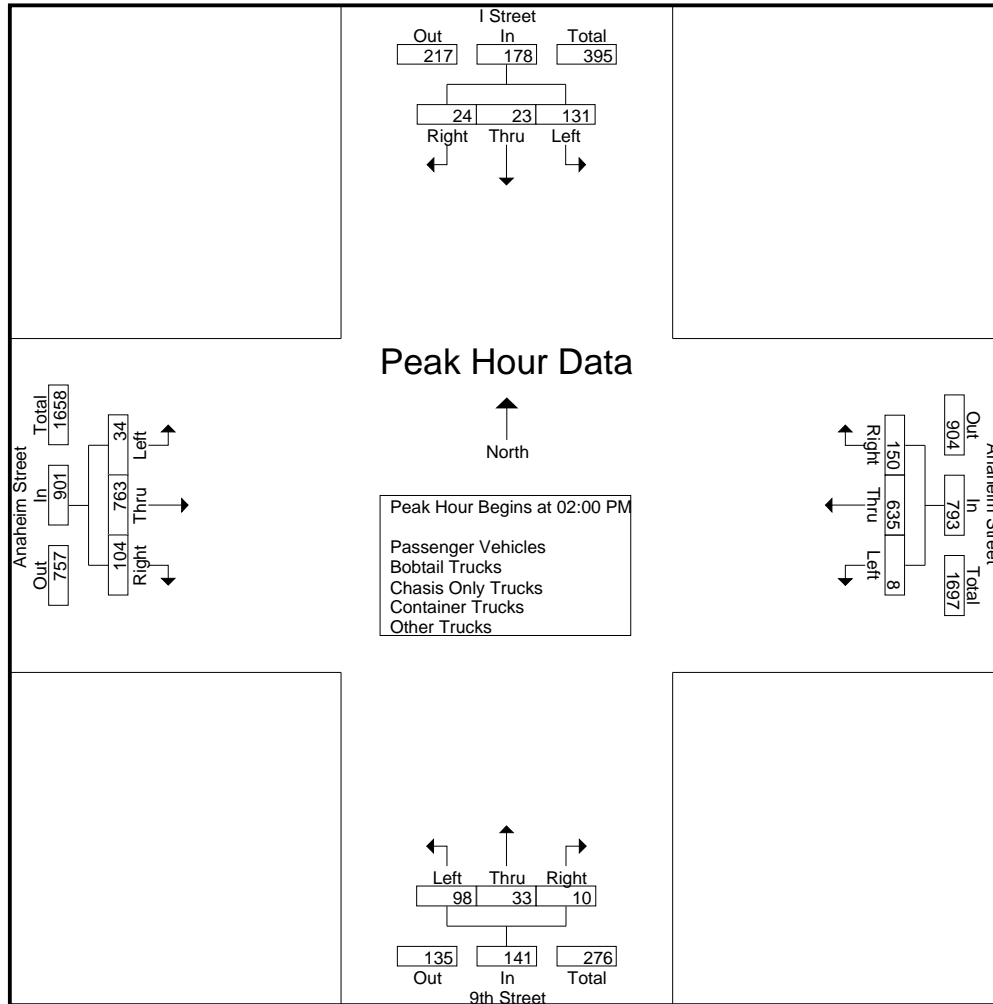 I Street
Out In Total
217 178 395
24 23 131
Right Thru Left
Peak Hour Data
North
Peak Hour Begins at 02:00 PM
Passenger Vehicles
Bobtail Trucks
Chasis Only Trucks
Container Trucks
Other Trucks
Anaheim Street
Total In Out
1658 901 757
34 763 104
Left Thru Right
Anaheim Street
Out In Total
904 793 1697
150 635 8
Right Thru Left
Left Thru Right
98 33 10
135 141 276
Out In Total
9th Street